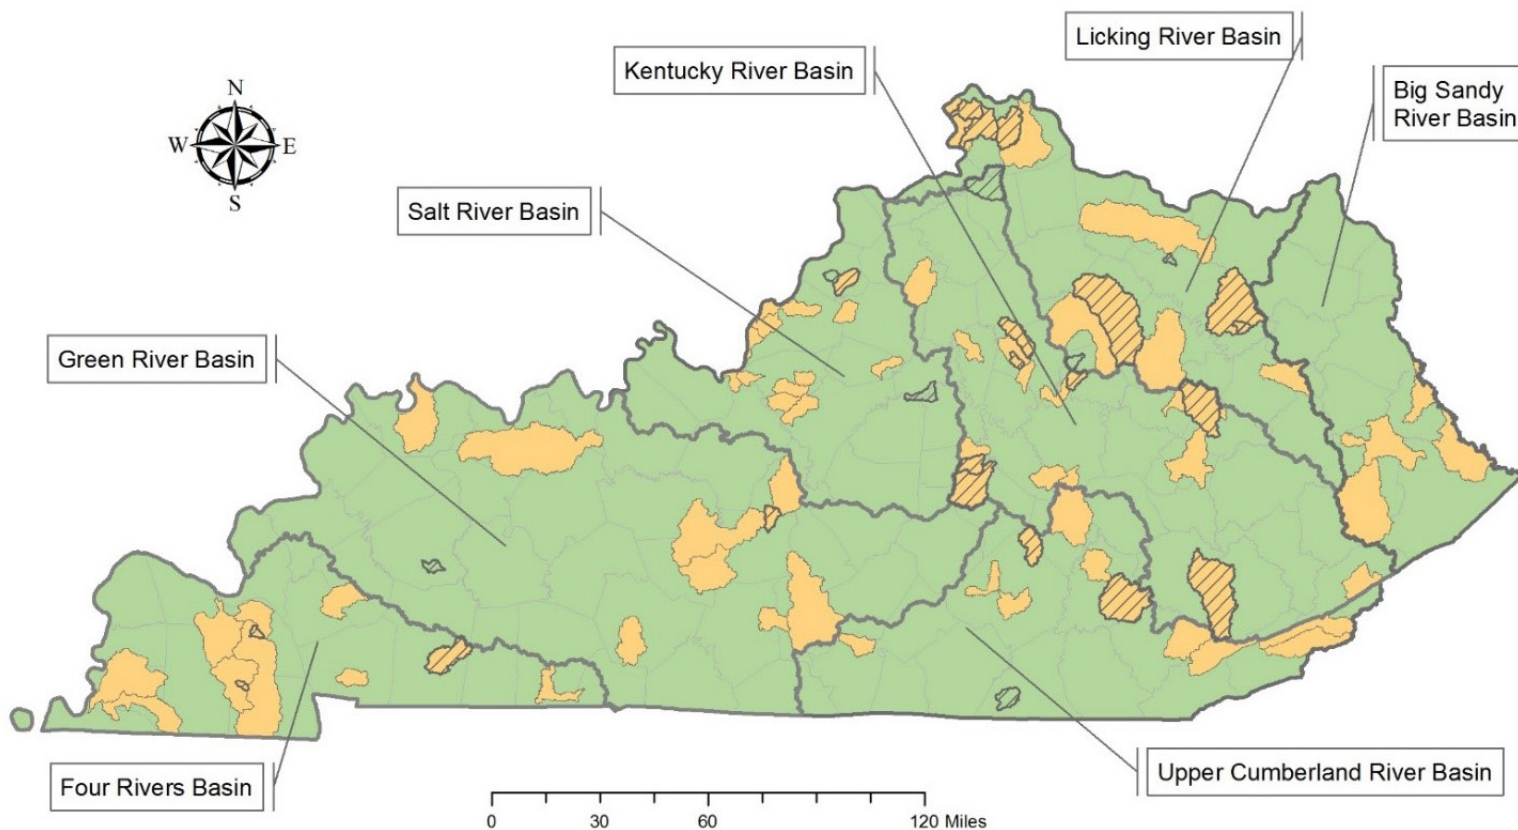 Licking River Basin
Kentucky River Basin
Big Sandy
River Basin
N
W
E
S
Salt River Basin
Green River Basin
Four Rivers Basin
Upper Cumberland River Basin
0 30 60 120 Miles